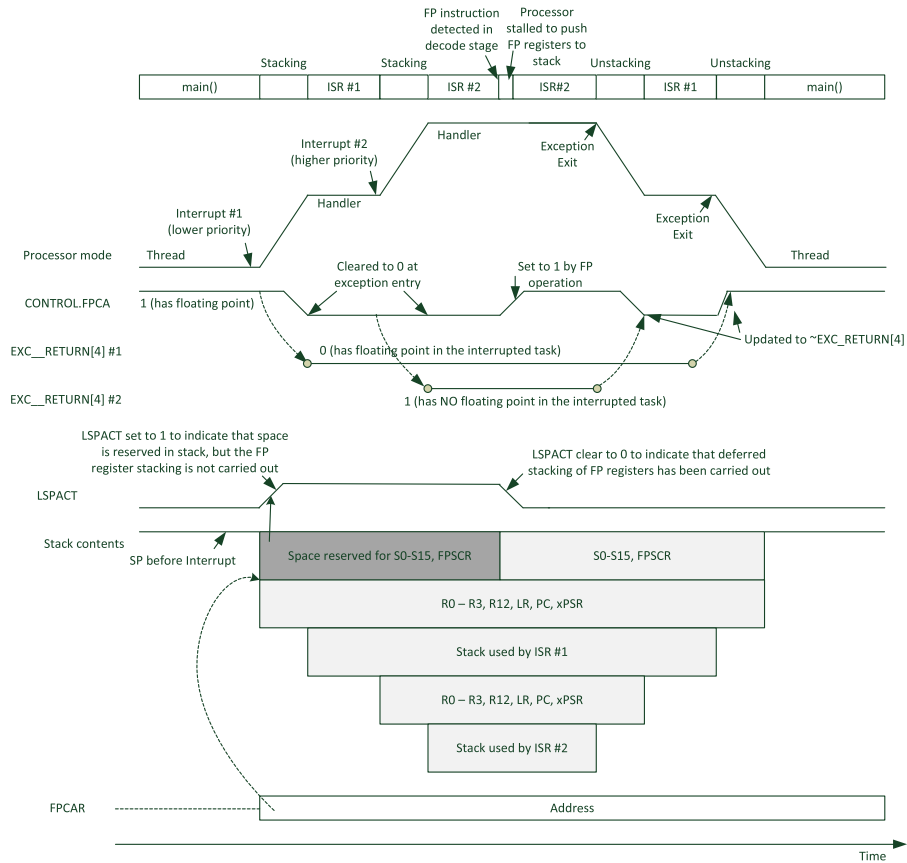 FP instruction
detected in
decode stage
Processor
stalled to push
FP registers to
stack
Stacking
Stacking
Unstacking
Unstacking
main()
ISR #1
ISR #2
ISR#2
ISR #1
main()
Handler
Interrupt #2
(higher priority)
Exception
Exit
Handler
Interrupt #1
(lower priority)
Exception
Exit
Processor mode
Thread
Thread
Cleared to 0 at
exception entry
Set to 1 by FP
operation
CONTROL.FPCA
1 (has floating point)
Updated to ~EXC_RETURN[4]
EXC__RETURN[4] #1
0 (has floating point in the interrupted task)
EXC__RETURN[4] #2
1 (has NO floating point in the interrupted task)
LSPACT set to 1 to indicate that space
is reserved in stack, but the FP
register stacking is not carried out
LSPACT clear to 0 to indicate that deferred
stacking of FP registers has been carried out
LSPACT
Stack contents
SP before Interrupt
Space reserved for S0-S15, FPSCR
S0-S15, FPSCR
R0 – R3, R12, LR, PC, xPSR
Stack used by ISR #1
R0 – R3, R12, LR, PC, xPSR
Stack used by ISR #2
FPCAR
Address
Time